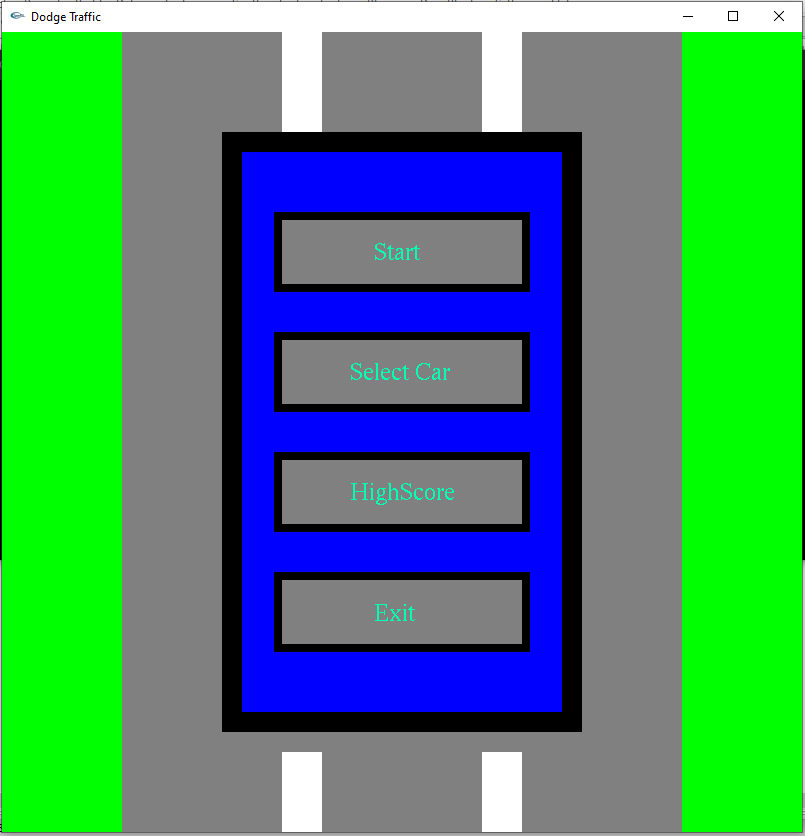 Dodge Traffic
Start
Select Car
HighScore
Exit